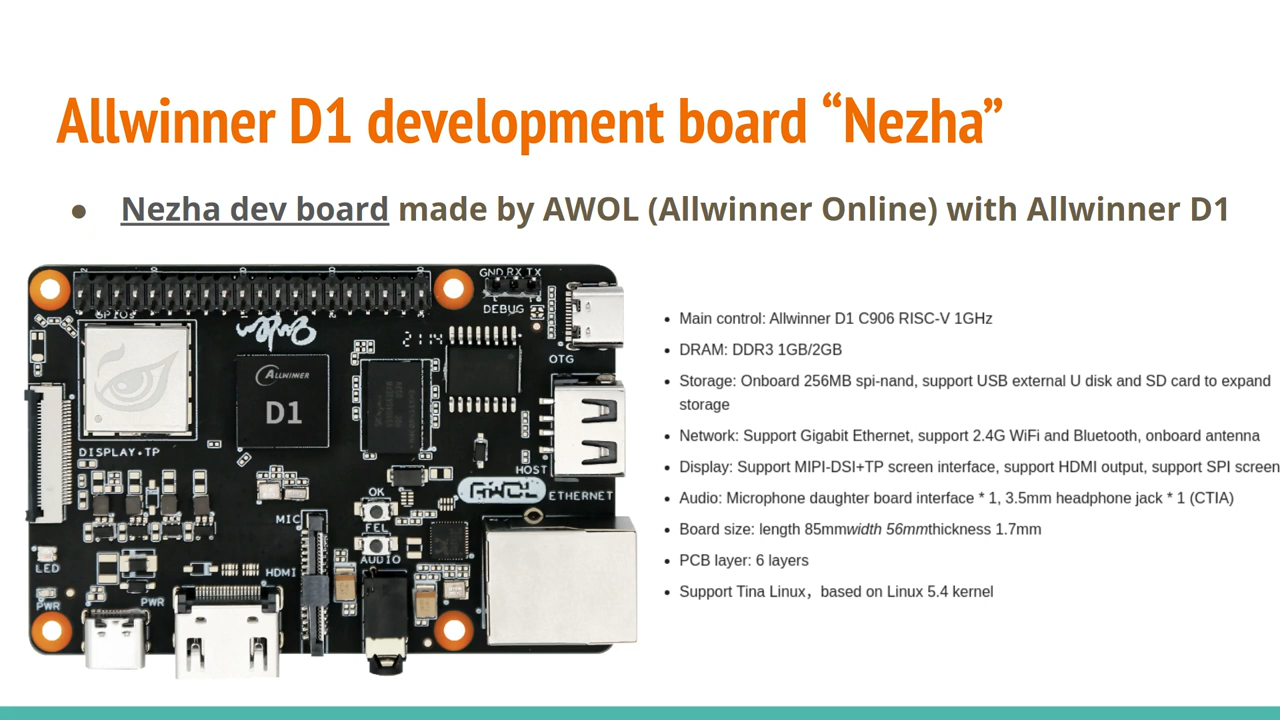 Allwinner D1 development board “Nezha”
● Nezha dev board made by AWOL (Allwinner Online) with Allwinner D1
GND RX TX
DEBUG
GPIOs
2114
OTG
ALLWINNER
D1
DISPLAY+TP
HOST
AWOL
ETHERNET
OK
FEL
MIC
AUDIO
HDMI
LED
PWR
PWR
• Main control: Allwinner D1 C906 RISC-V 1GHz
• DRAM: DDR3 1GB/2GB
• Storage: Onboard 256MB spi-nand, support USB external U disk and SD card to expand
storage
• Network: Support Gigabit Ethernet, support 2.4G WiFi and Bluetooth, onboard antenna
• Display: Support MIPI-DSI+TP screen interface, support HDMI output, support SPI screen
• Audio: Microphone daughter board interface * 1, 3.5mm headphone jack * 1 (CTIA)
• Board size: length 85mmwidth 56mmthickness 1.7mm
• PCB layer: 6 layers
• Support Tina Linux，based on Linux 5.4 kernel